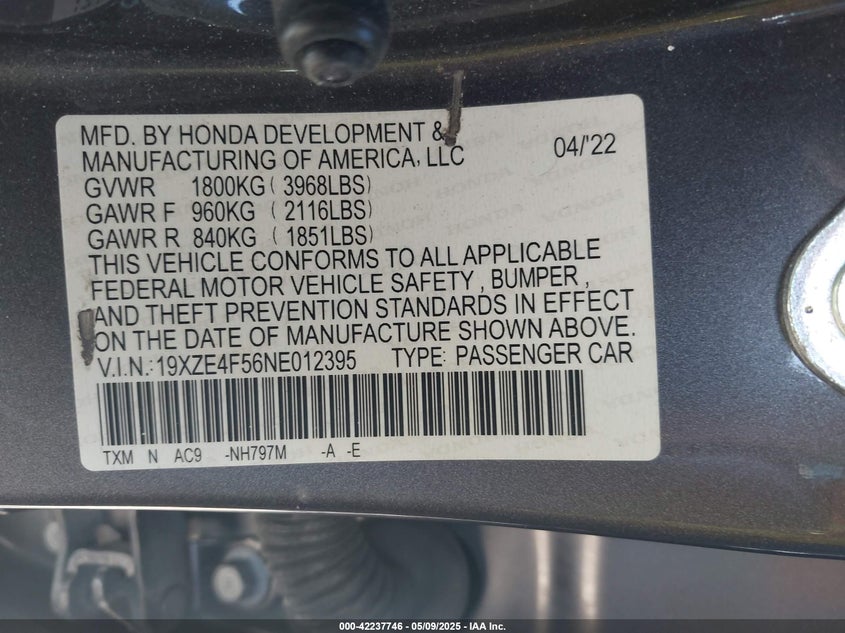 MFD. BY HONDA DEVELOPMENT &
MANUFACTURING OF AMERICA, LLC 04/'22
GVWR 1800KG ( 3968LBS)
GAWR F 960KG ( 2116LBS)
GAWR R 840KG ( 1851LBS)
THIS VEHICLE CONFORMS TO ALL APPLICABLE
FEDERAL MOTOR VEHICLE SAFETY , BUMPER ,
AND THEFT PREVENTION STANDARDS IN EFFECT
ON THE DATE OF MANUFACTURE SHOWN ABOVE.
V.I.N.:19XZE4F56NE012395 TYPE: PASSENGER CAR
TXM N AC9 -NH797M -A -E
000-42237746 - 05/09/2025 - IAA Inc.